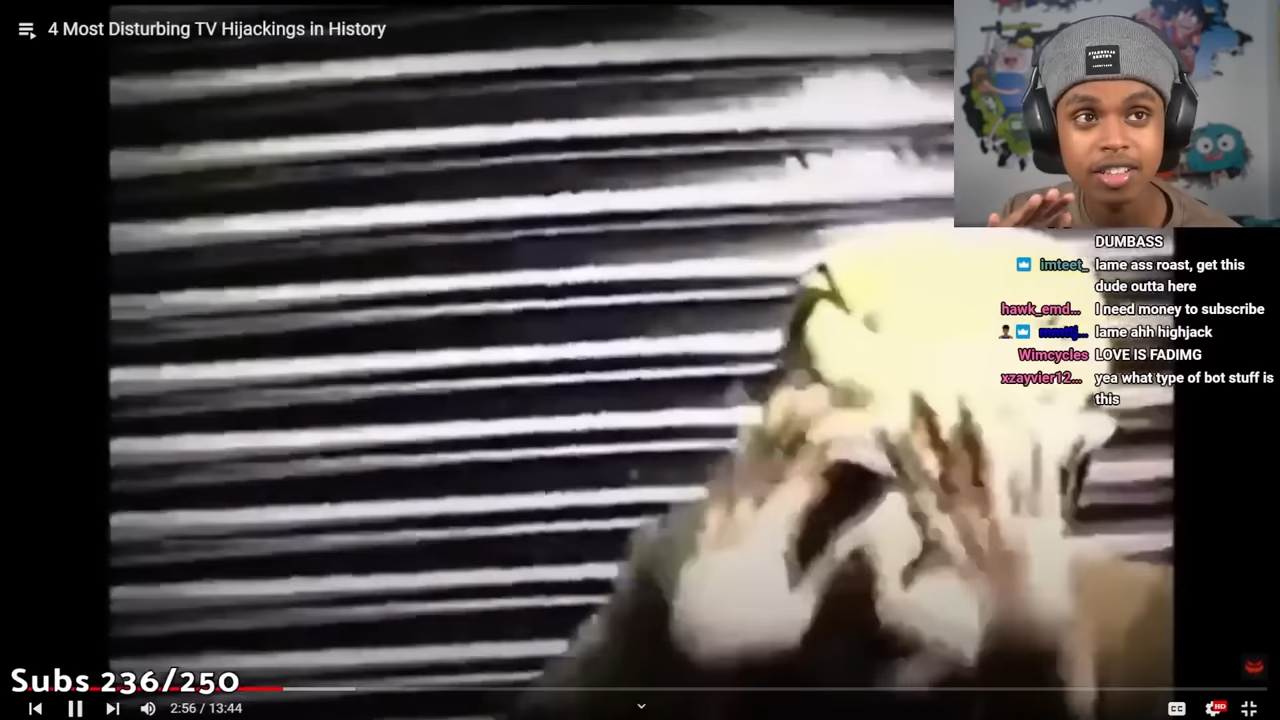 4 Most Disturbing TV Hijackings in History
DUMBASS
imteet_ lame ass roast, get this
dude outta here
hawk_emd... I need money to subscribe
lame ahh highjack
Wimcycles LOVE IS FADIMG
xzayvier12... yea what type of bot stuff is
this
Subs 236/250
2:56 / 13:44
CC
HD